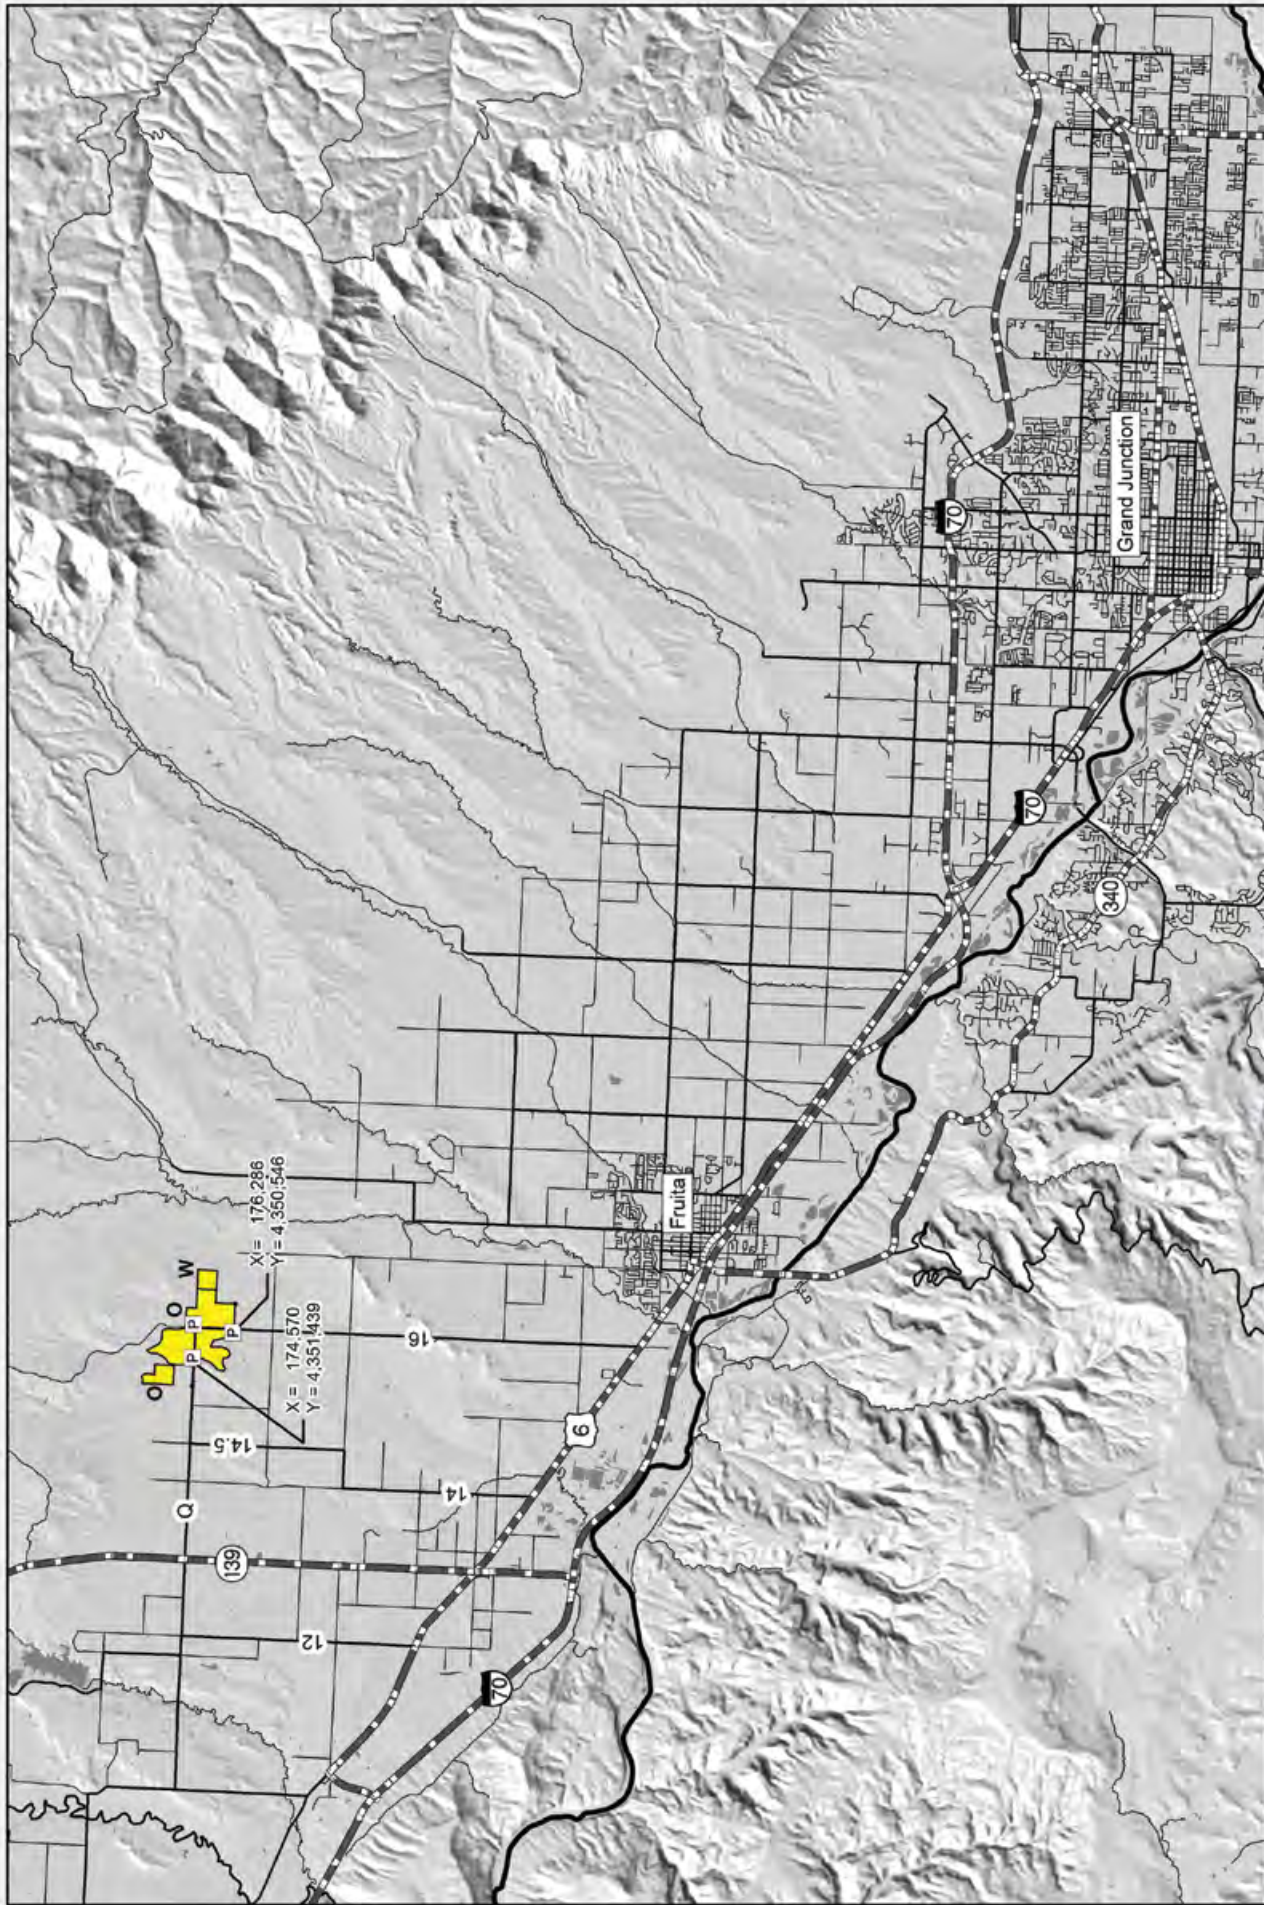 O
O
W
P
P
P
X = 176,286
Y = 4,350,546
X = 174,570
Y = 4,351,439
Q
14.5
16
14
139
12
6
70
Fruita
70
70
340
Grand Junction